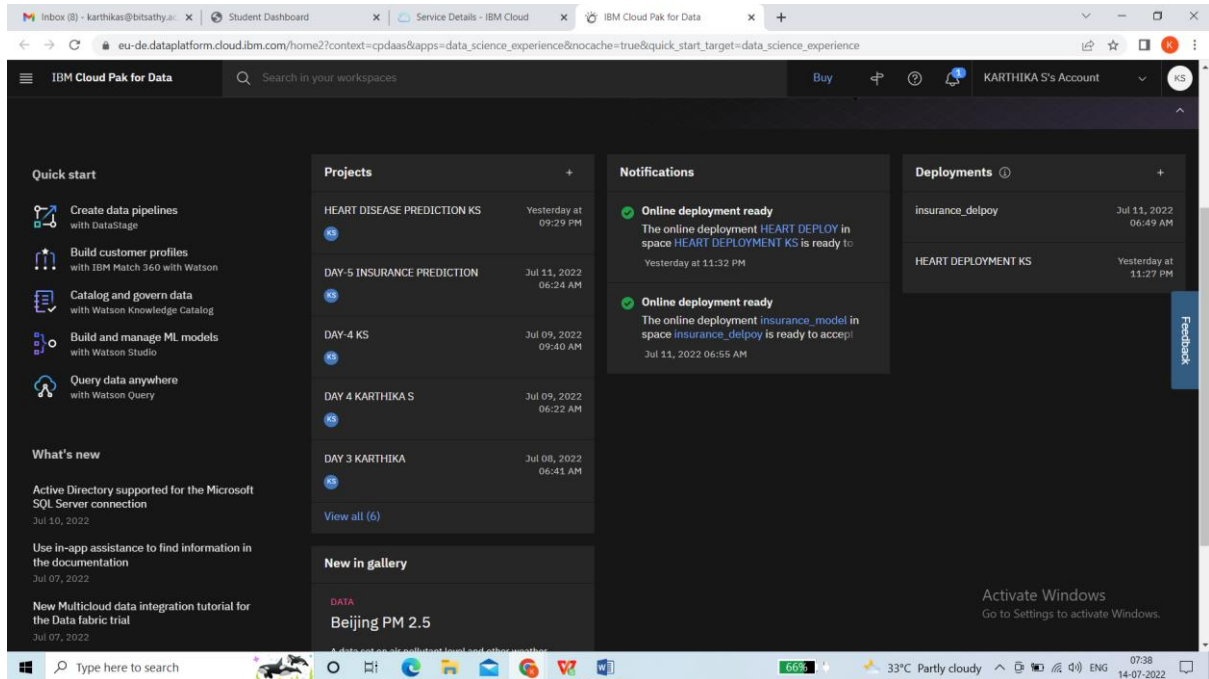 Inbox (8) - karthikas@bitsathy.ac.
Student Dashboard
Service Details - IBM Cloud
IBM Cloud Pak for Data
eu-de.dataplatform.cloud.ibm.com/home2?context=cpdaas&apps=data_science_experience&nocache=true&quick_start_target=data_science_experience
K
IBM Cloud Pak for Data
Search in your workspaces
Buy
1
KARTHIKA S's Account
KS
Quick start
Create data pipelines
with DataStage
Build customer profiles
with IBM Match 360 with Watson
Catalog and govern data
with Watson Knowledge Catalog
Build and manage ML models
with Watson Studio
Query data anywhere
with Watson Query
What's new
Active Directory supported for the Microsoft
SQL Server connection
Jul 10, 2022
Use in-app assistance to find information in
the documentation
Jul 07, 2022
New Multicloud data integration tutorial for
the Data fabric trial
Jul 07, 2022
Projects
HEART DISEASE PREDICTION KS
Yesterday at
09:29 PM
KS
DAY-5 INSURANCE PREDICTION
Jul 11, 2022
06:24 AM
KS
DAY-4 KS
Jul 09, 2022
09:40 AM
KS
DAY 4 KARTHIKA S
Jul 09, 2022
06:22 AM
KS
DAY 3 KARTHIKA
Jul 08, 2022
06:41 AM
KS
View all (6)
New in gallery
DATA
Beijing PM 2.5
A data set on air pollutant level and other weather
Notifications
Online deployment ready
The online deployment HEART DEPLOY in
space HEART DEPLOYMENT KS is ready to
Yesterday at 11:32 PM
Online deployment ready
The online deployment insurance_model in
space insurance_delpoy is ready to accept
Jul 11, 2022 06:55 AM
Deployments
insurance_delpoy
Jul 11, 2022
06:49 AM
HEART DEPLOYMENT KS
Yesterday at
11:27 PM
Feedback
Activate Windows
Go to Settings to activate Windows.
Type here to search
66%
33°C Partly cloudy
ENG
07:38
14-07-2022